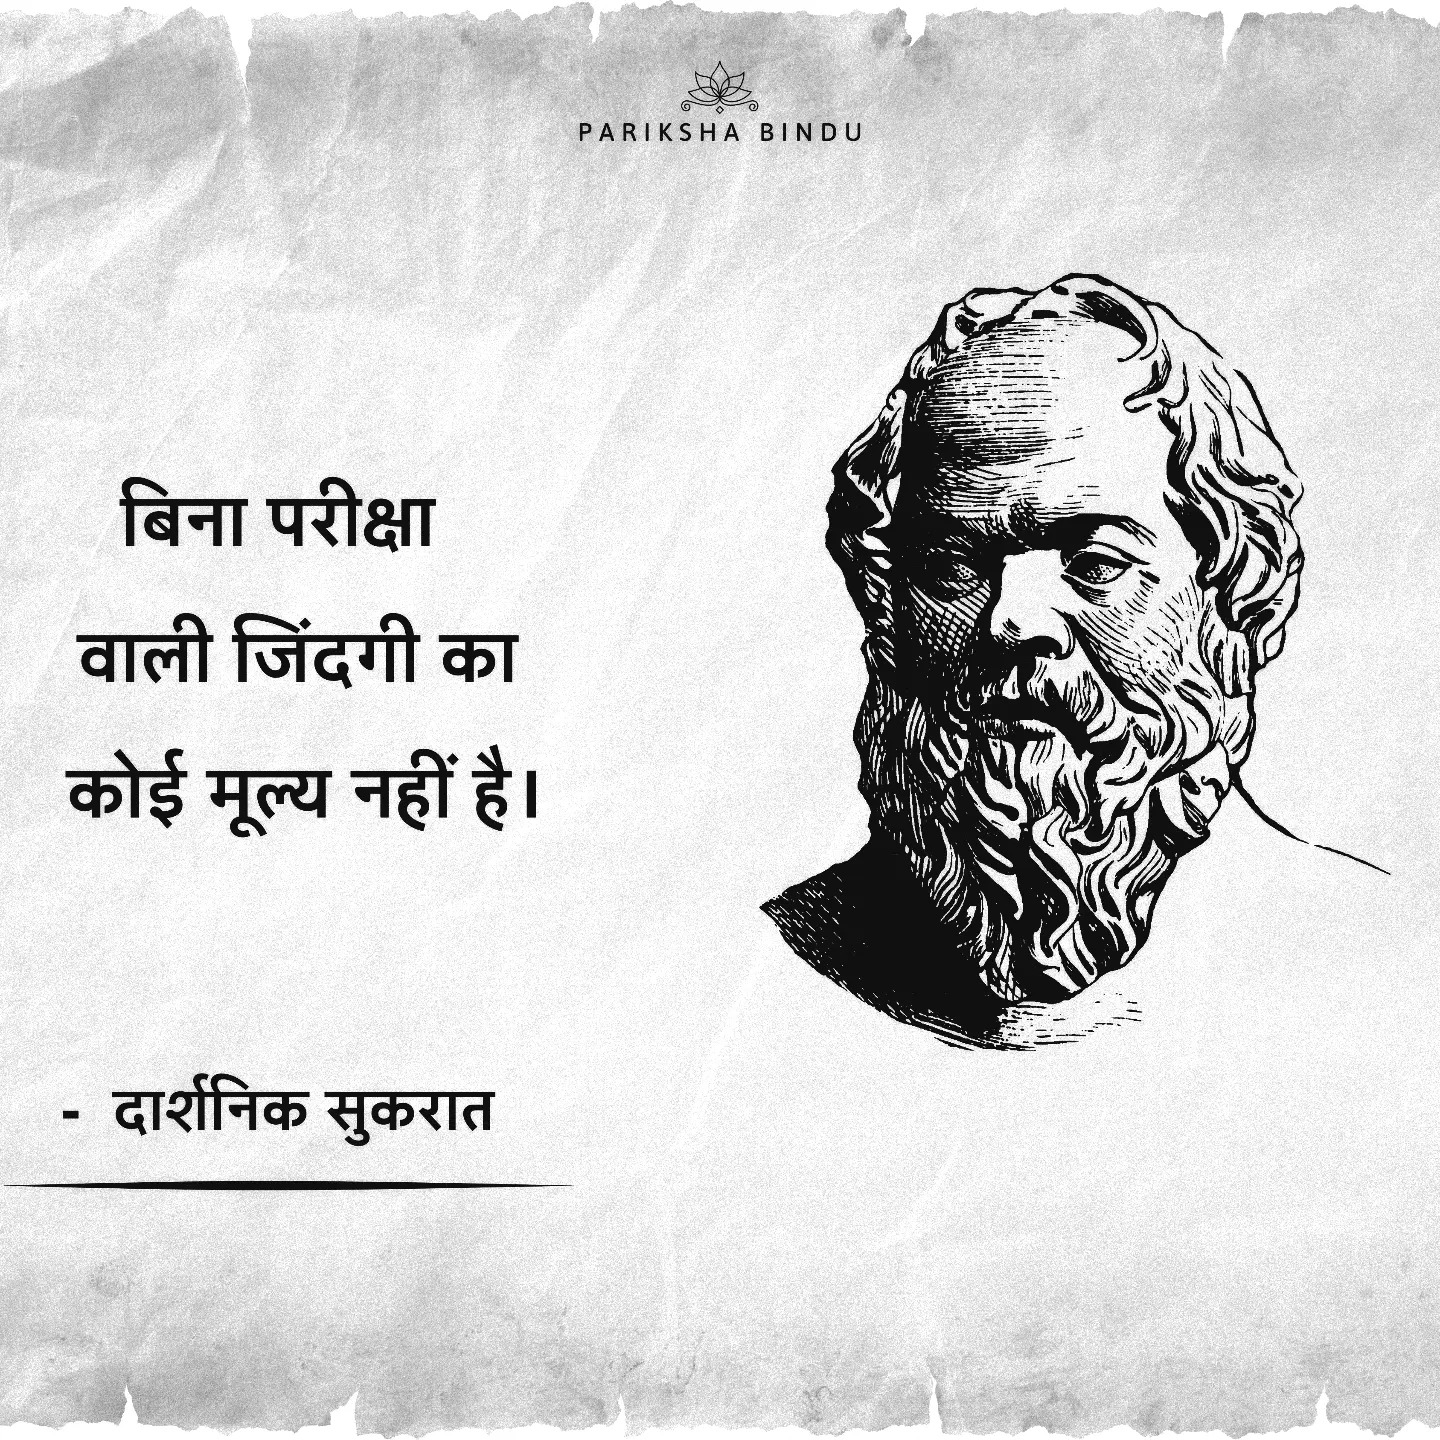 PARIKSHA BINDU
बिना परीक्षा
वाली जिंदगी का
कोई मूल्य नहीं है।
- दार्शनिक सुकरात